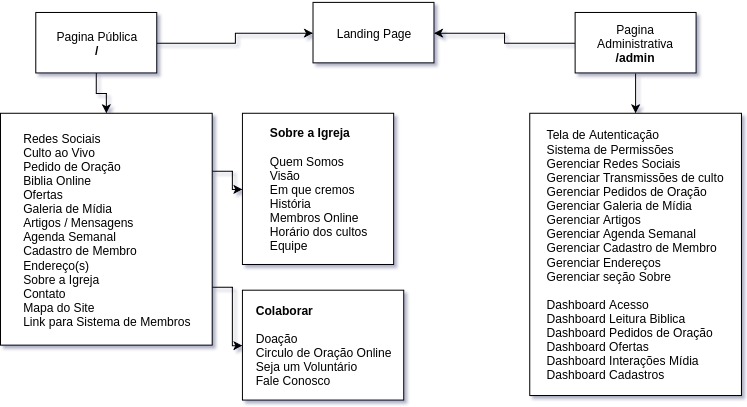 Pagina Pública
/
Landing Page
Pagina
Administrativa
/admin
Redes Sociais
Culto ao Vivo
Pedido de Oração
Biblia Online
Ofertas
Galeria de Mídia
Artigos / Mensagens
Agenda Semanal
Cadastro de Membro
Endereço(s)
Sobre a Igreja
Contato
Mapa do Site
Link para Sistema de Membros
Sobre a Igreja
Quem Somos
Visão
Em que cremos
História
Membros Online
Horário dos cultos
Equipe
Colaborar
Doação
Circulo de Oração Online
Seja um Voluntário
Fale Conosco
Tela de Autenticação
Sistema de Permissões
Gerenciar Redes Sociais
Gerenciar Transmissões de culto
Gerenciar Pedidos de Oração
Gerenciar Galeria de Mídia
Gerenciar Artigos
Gerenciar Agenda Semanal
Gerenciar Cadastro de Membro
Gerenciar Endereços
Gerenciar seção Sobre
Dashboard Acesso
Dashboard Leitura Biblica
Dashboard Pedidos de Oração
Dashboard Ofertas
Dashboard Interações Mídia
Dashboard Cadastros